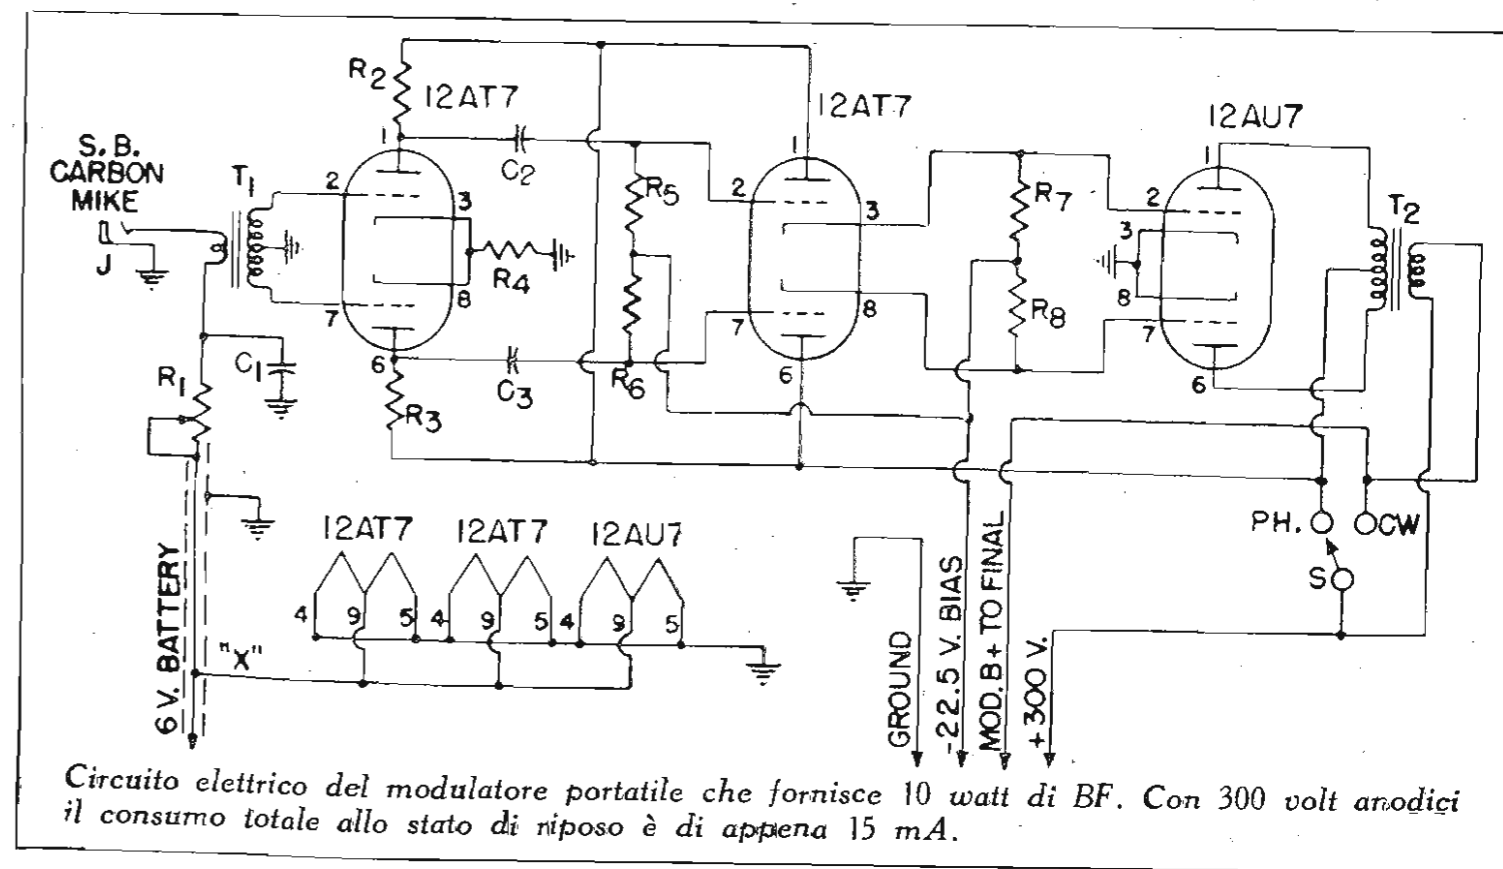 R2
12AT7
12AT7
12AU7
S. B.
CARBON
MIKE
J
T1
1
2
3
8
7
6
R4
C2
R5
C3
R6
R3
R1
C1
1
2
3
8
7
6
R7
R8
1
2
3
8
7
6
T2
PH.
CW
S
12AT7
12AT7
12AU7
4
9
5
4
9
5
4
9
5
"X"
6 V. BATTERY
GROUND
-22.5 V. BIAS
MOD. B+ TO FINAL
+300 V.
Circuito elettrico del modulatore portatile che fornisce 10 watt di BF. Con 300 volt anodici
il consumo totale allo stato di riposo è di appena 15 mA.